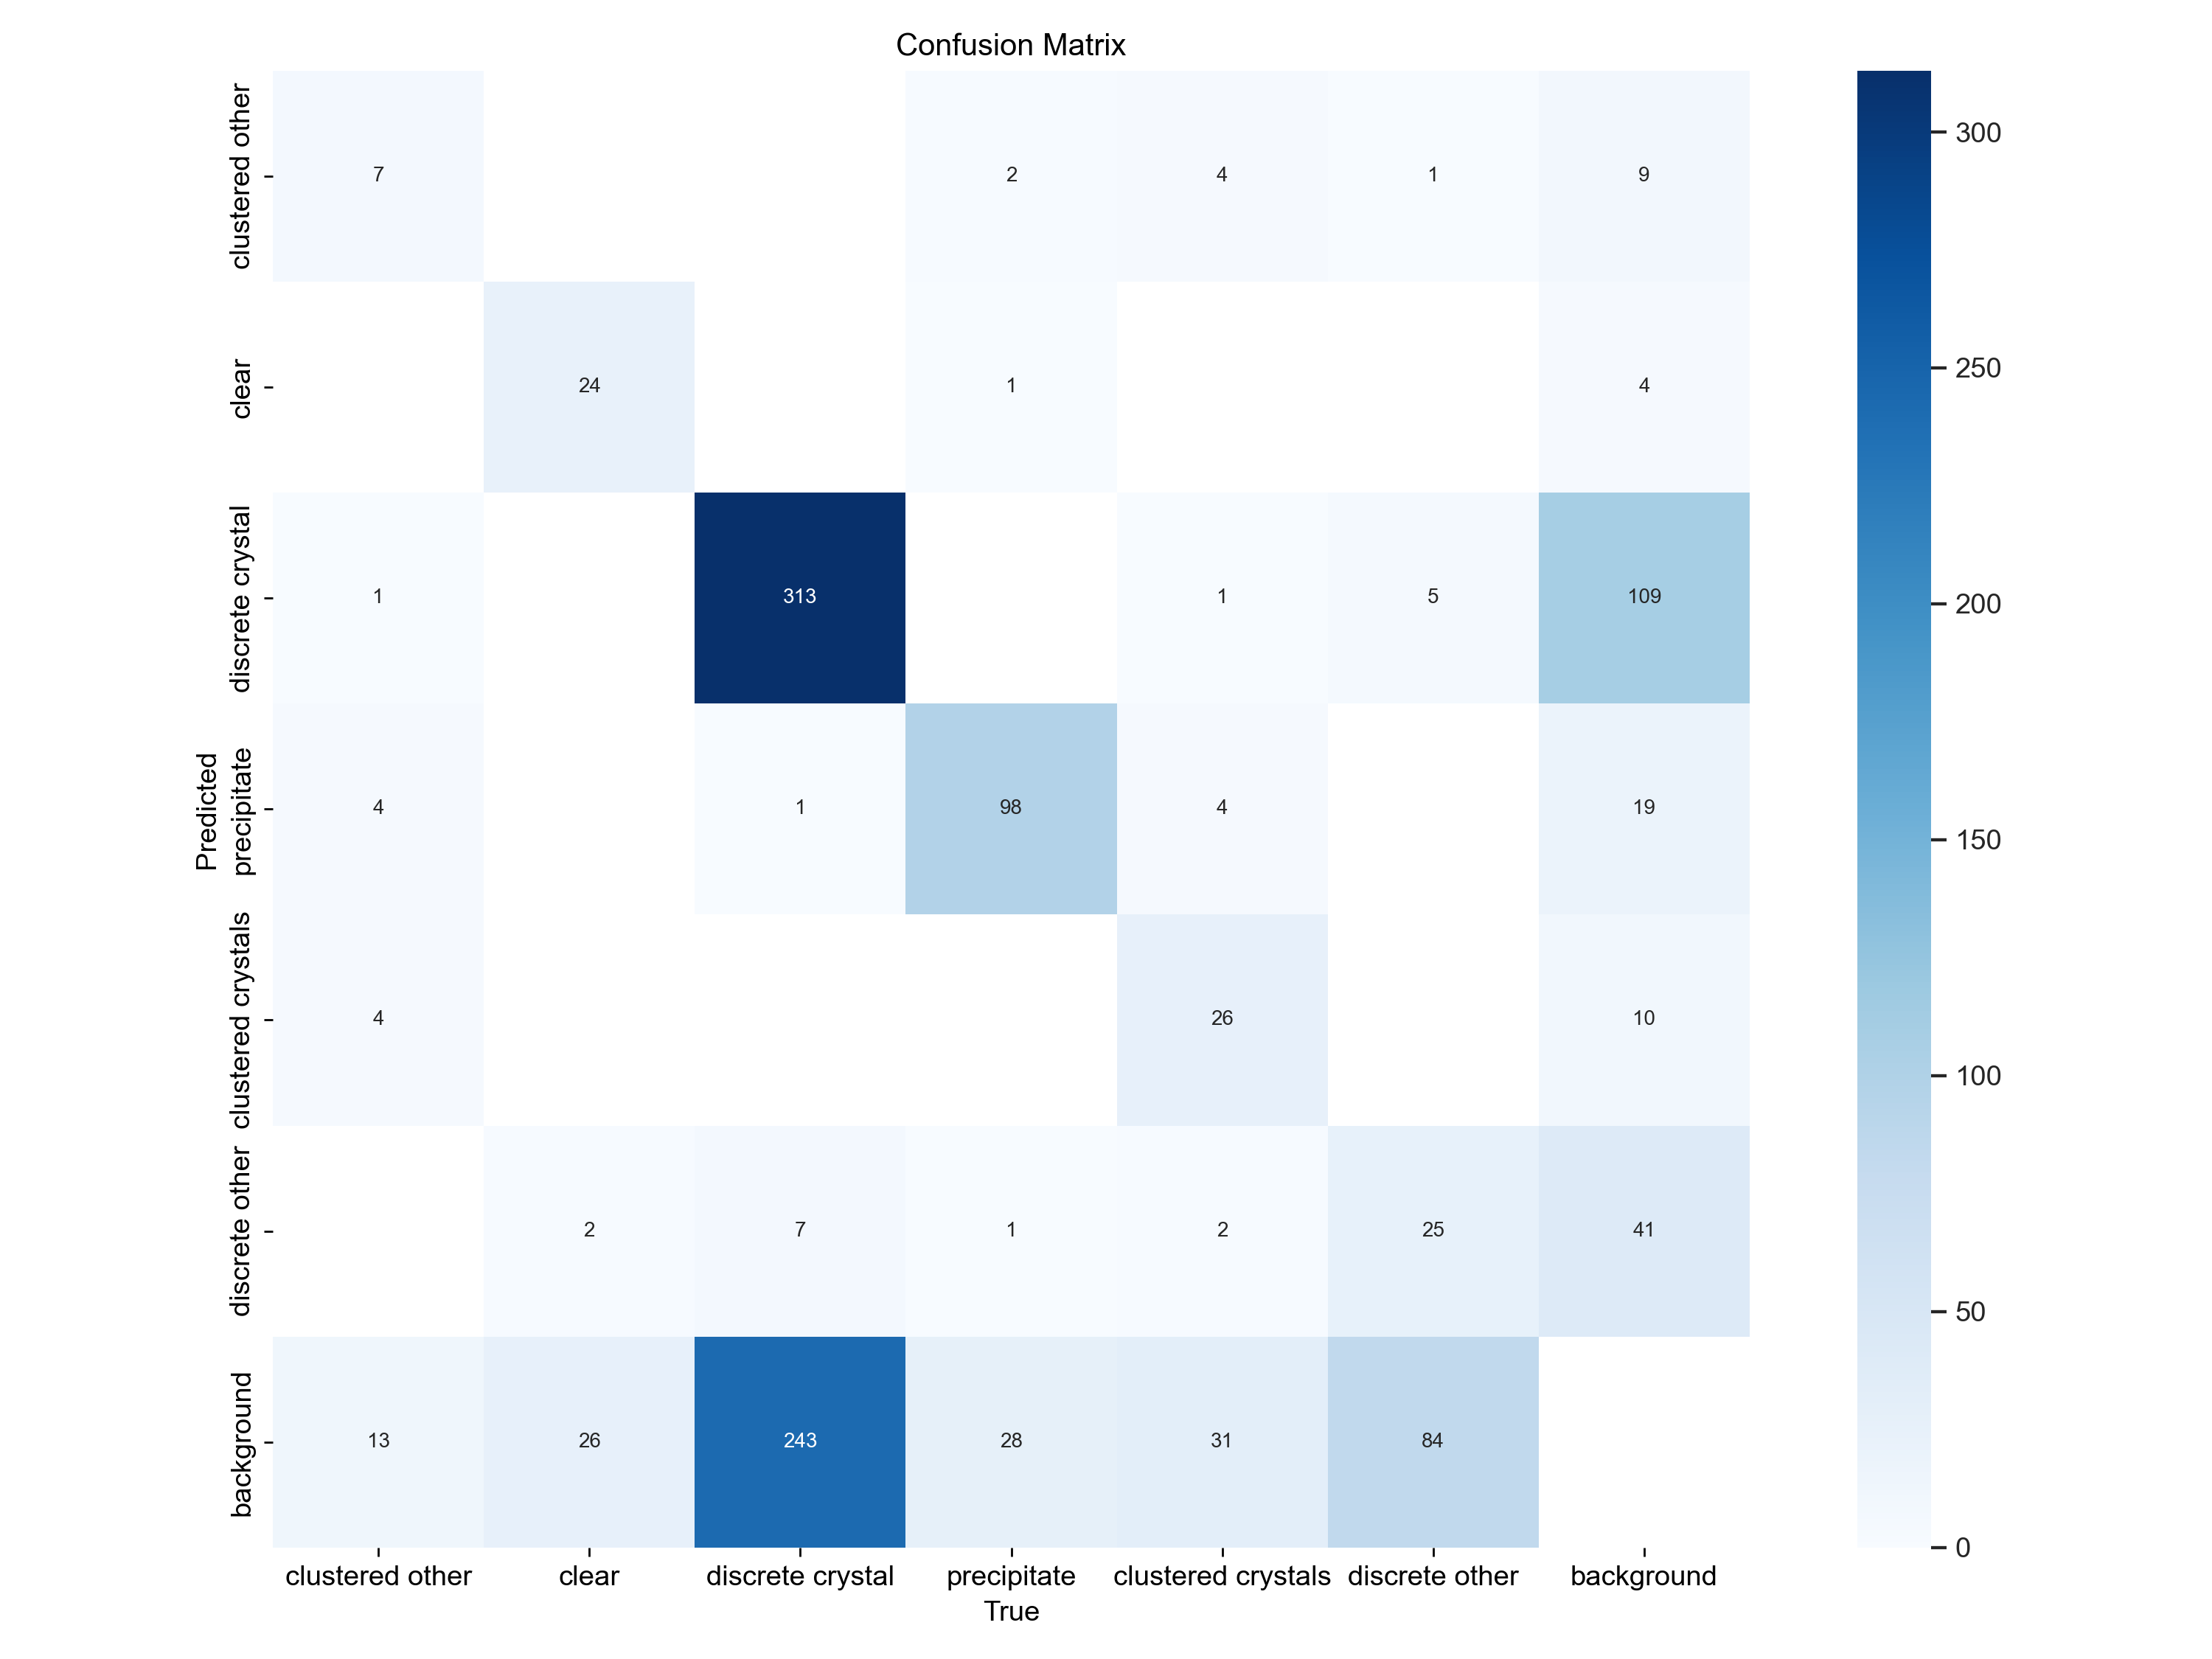 Confusion Matrix
clustered other
7
2
4
1
9
clear
24
1
4
discrete crystal
1
313
1
5
109
precipitate
4
1
98
4
19
clustered crystals
4
26
10
discrete other
2
7
1
2
25
41
background
13
26
243
28
31
84
Predicted
clustered other
clear
discrete crystal
precipitate
clustered crystals
discrete other
background
True
300
250
200
150
100
50
0